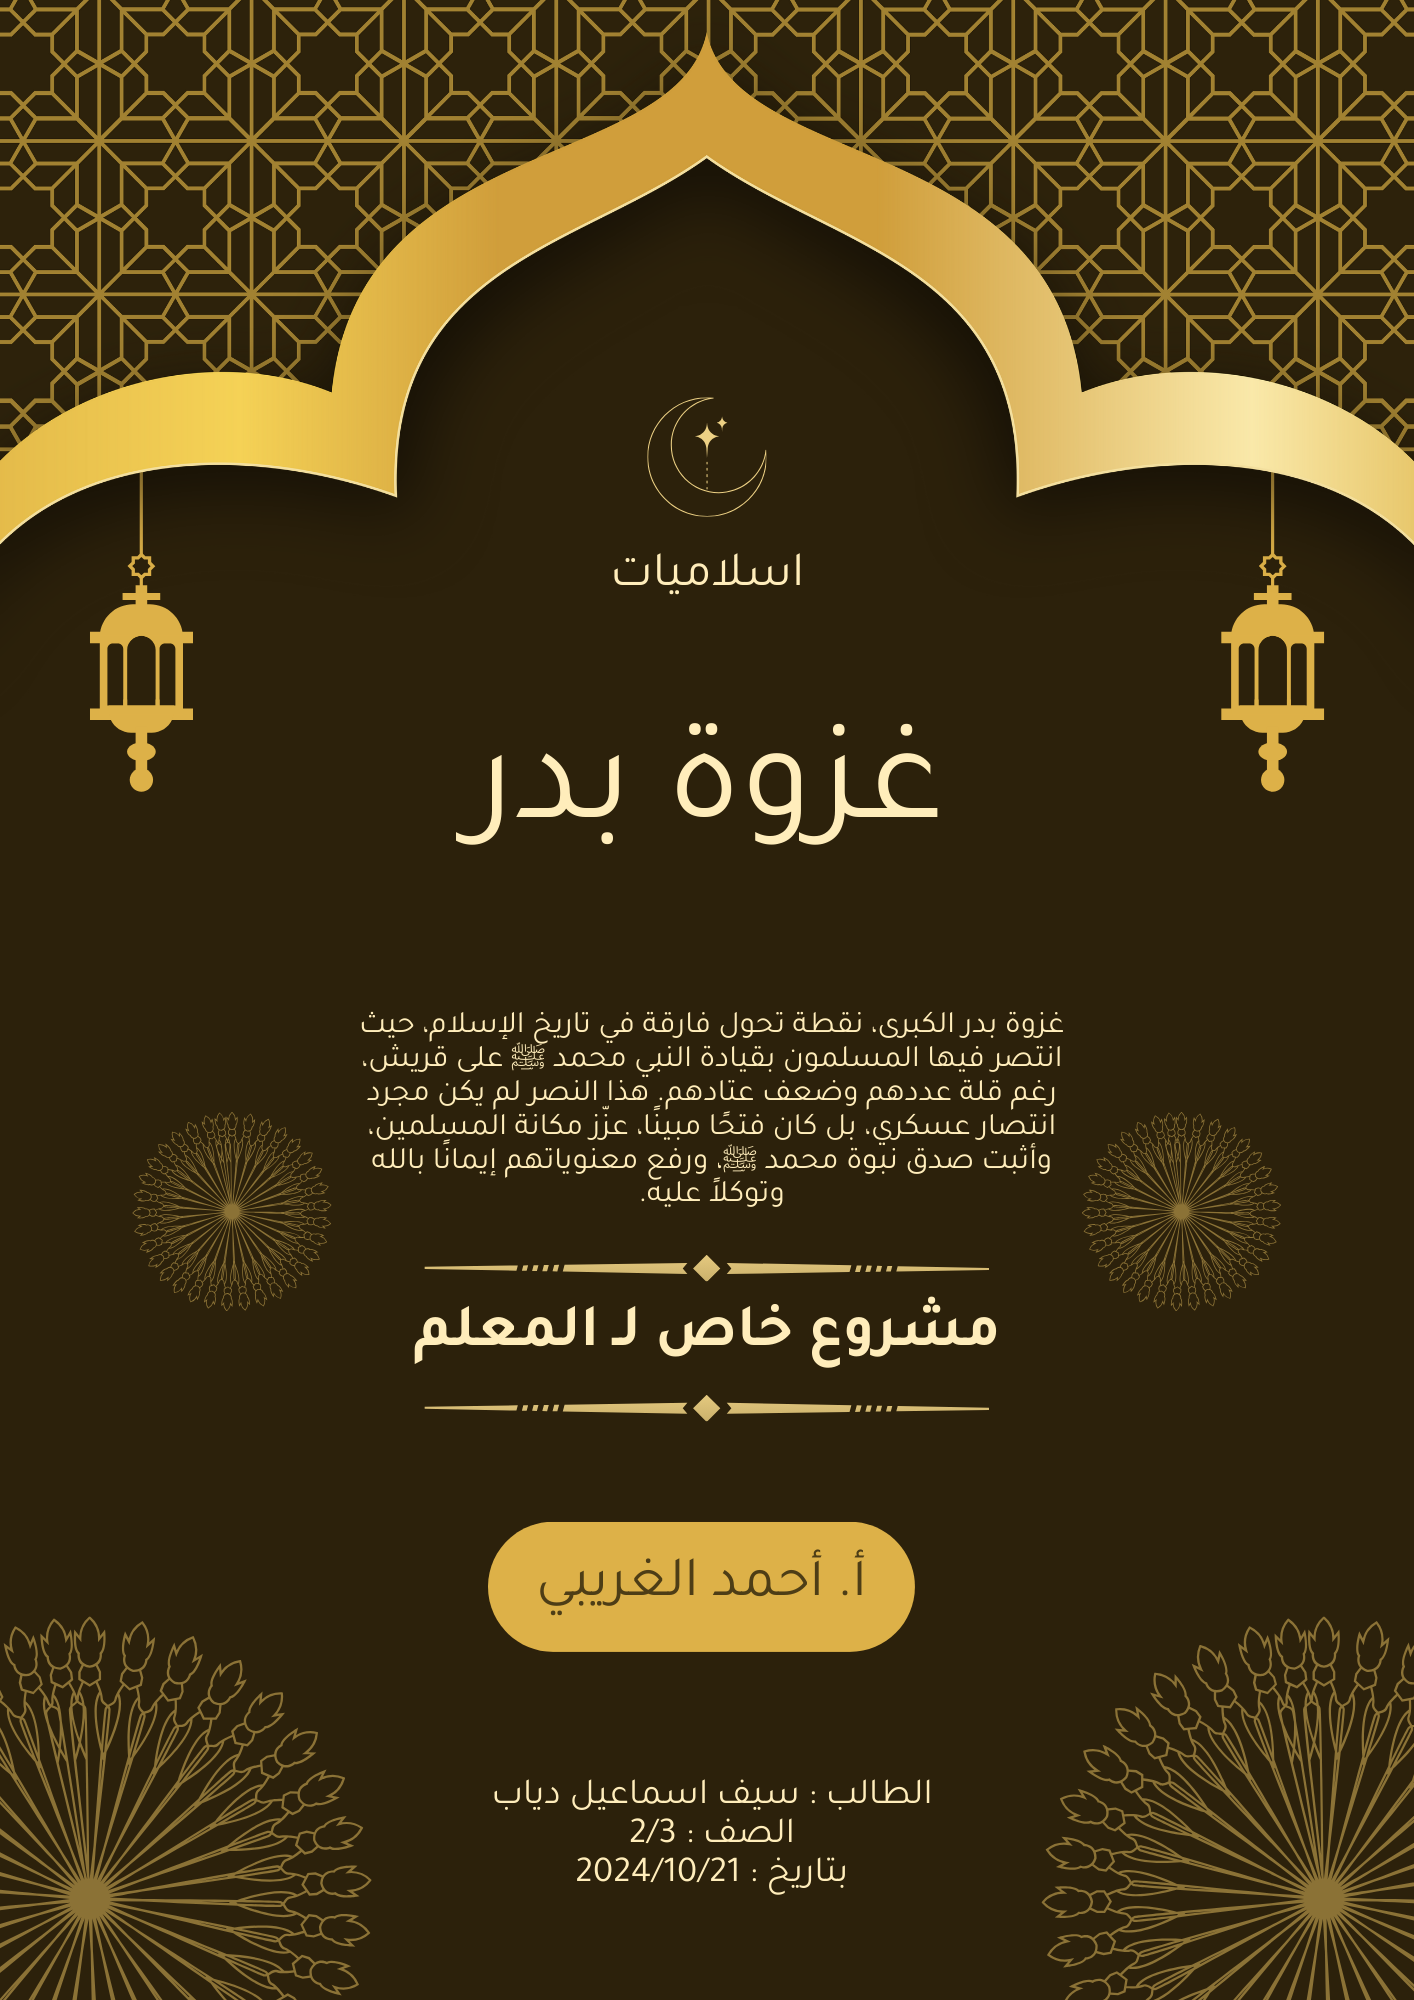 اسلاميات
غزوة بدر
غزوة بدر الكبرى، نقطة تحول فارقة في تاريخ الإسلام، حيث
انتصر فيها المسلمون بقيادة النبي محمد ﷺ على قريش،
رغم قلة عددهم وضعف عتادهم. هذا النصر لم يكن مجرد
انتصار عسكري، بل كان فتحًا مبينًا، عزّز مكانة المسلمين،
وأثبت صدق نبوة محمد ﷺ، ورفع معنوياتهم إيمانًا بالله
وتوكلاً عليه.
مشروع خاص لـ المعلم
أ. أحمد الغريبي
الطالب : سيف اسماعيل دياب
الصف : 2/3
بتاريخ : 2024/10/21